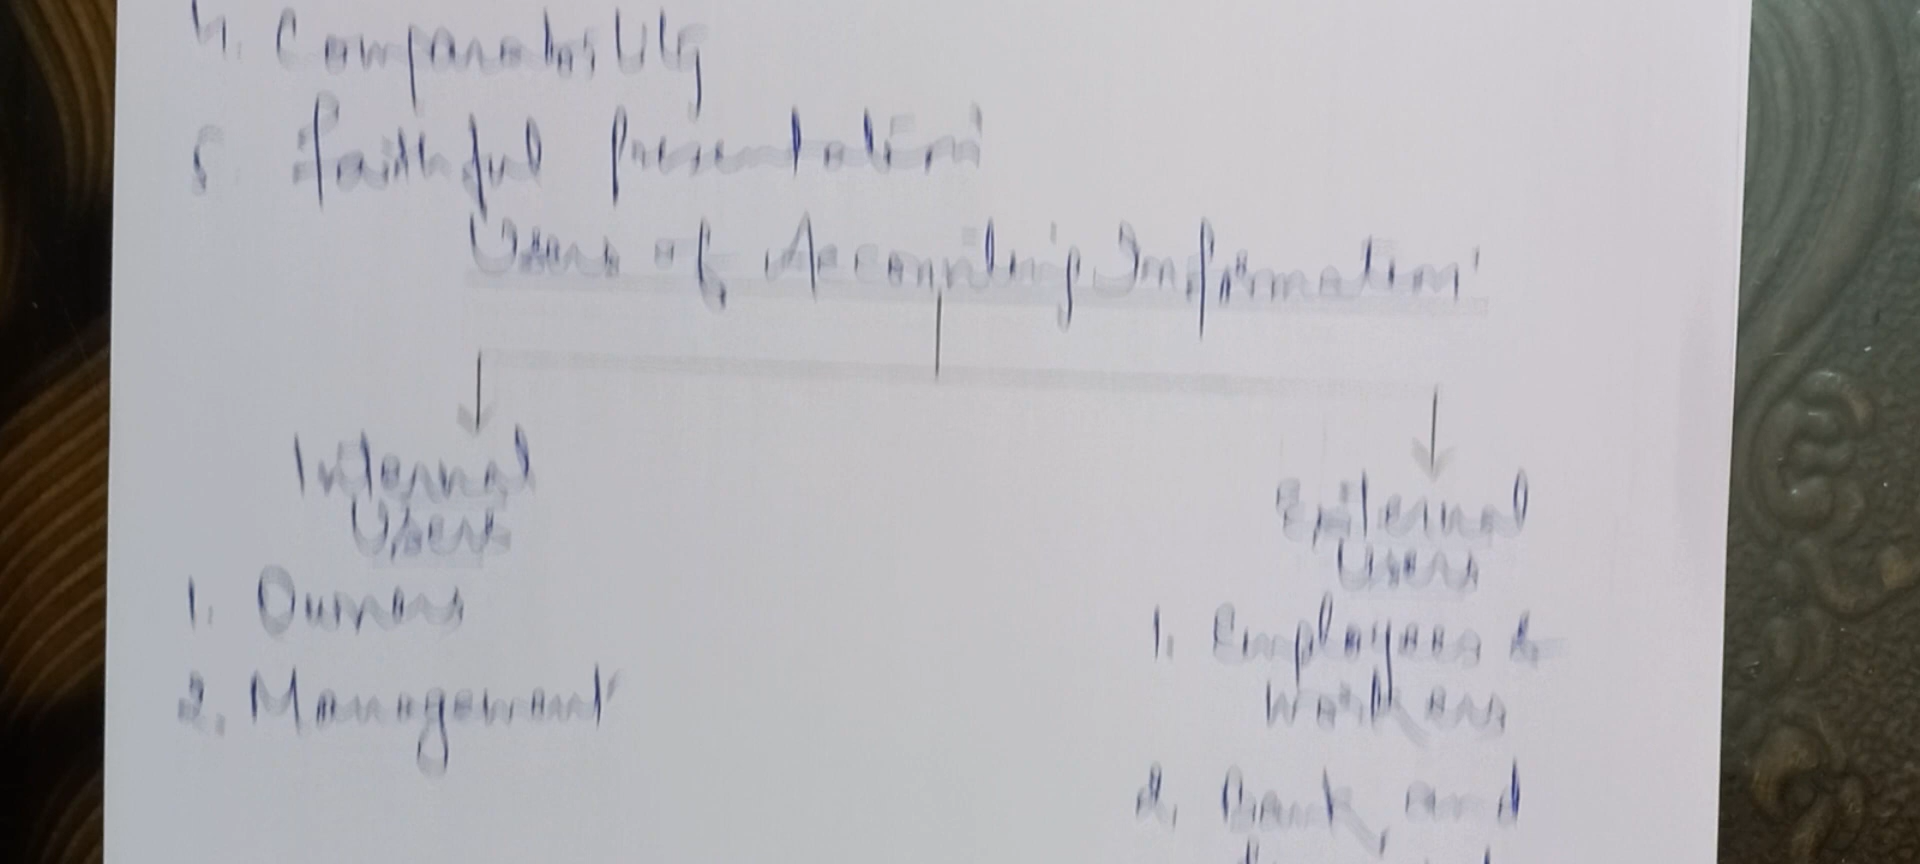 4. Comparability
5. Faithful Presentation
Users of Accounting Information
Internal
Users
External
Users
1. Owners
2. Management
1. Employees &
Workers
2. Bank and